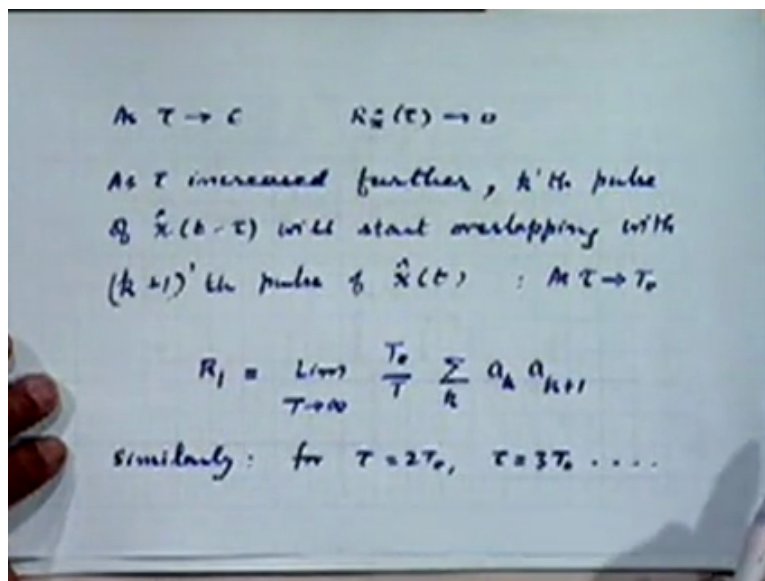 As τ → ε R_x̂(τ) → 0
As τ increased further, k'th pulse
of x̂(t-τ) will start overlapping with
(k+1)'th pulse of x̂(t) : As τ → T₀
R₁ = Lim T→∞ T₀/T Σ_k a_k a_{k+1}
Similarly: for τ = 2T₀, τ = 3T₀ ....